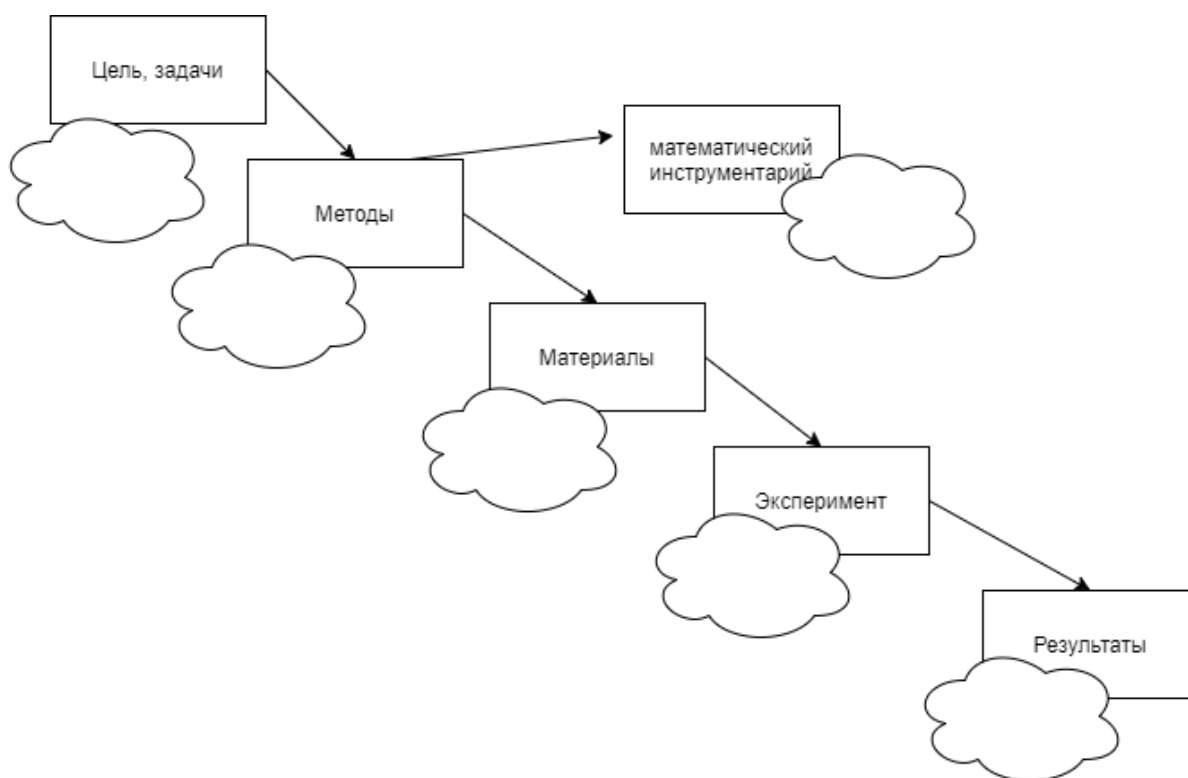 Цель, задачи
математический
инструментарий
Методы
Материалы
Эксперимент
Результаты